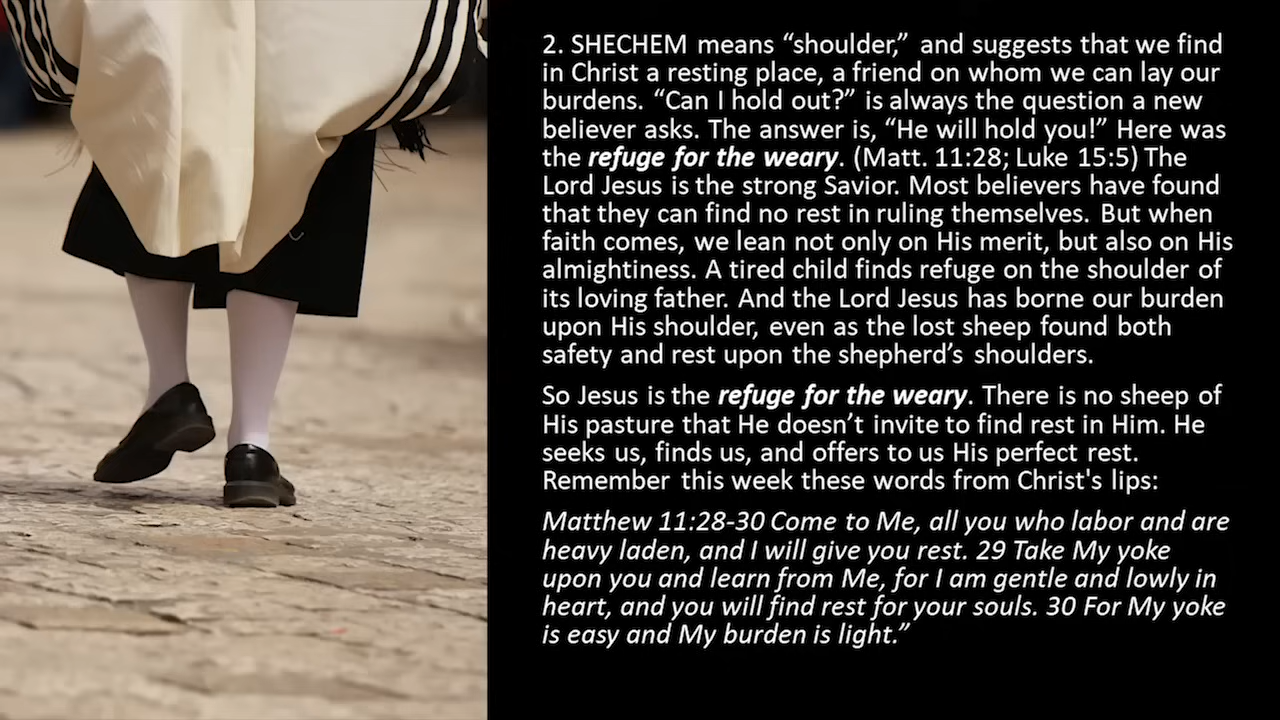 2. SHECHEM means “shoulder,” and suggests that we find
in Christ a resting place, a friend on whom we can lay our
burdens. “Can I hold out?” is always the question a new
believer asks. The answer is, “He will hold you!” Here was
the refuge for the weary. (Matt. 11:28; Luke 15:5) The
Lord Jesus is the strong Savior. Most believers have found
that they can find no rest in ruling themselves. But when
faith comes, we lean not only on His merit, but also on His
almightiness. A tired child finds refuge on the shoulder of
its loving father. And the Lord Jesus has borne our burden
upon His shoulder, even as the lost sheep found both
safety and rest upon the shepherd’s shoulders.
So Jesus is the refuge for the weary. There is no sheep of
His pasture that He doesn’t invite to find rest in Him. He
seeks us, finds us, and offers to us His perfect rest.
Remember this week these words from Christ's lips:
Matthew 11:28-30 Come to Me, all you who labor and are
heavy laden, and I will give you rest. 29 Take My yoke
upon you and learn from Me, for I am gentle and lowly in
heart, and you will find rest for your souls. 30 For My yoke
is easy and My burden is light.”